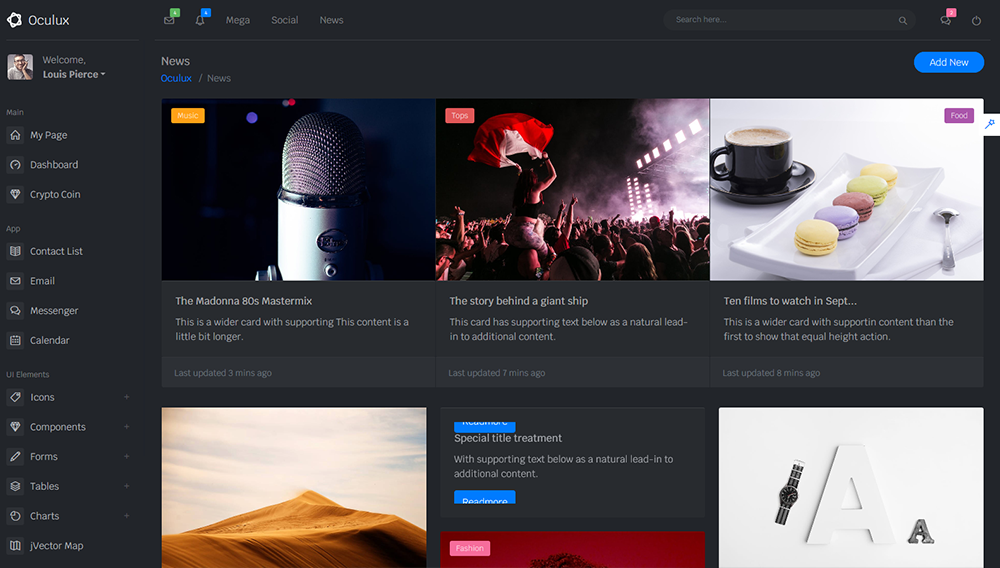 Oculux
Mega
Social
News
Search here...
Welcome,
Louis Pierce
Main
My Page
Dashboard
Crypto Coin
App
Contact List
Email
Messenger
Calendar
UI Elements
Icons
Components
Forms
Tables
Charts
jVector Map
News
Oculux / News
Add New
Music
Tops
Food
The Madonna 80s Mastermix
This is a wider card with supporting This content is a
little bit longer.
Last updated 3 mins ago
The story behind a giant ship
This card has supporting text below as a natural lead-
in to additional content.
Last updated 7 mins ago
Ten films to watch in Sept...
This is a wider card with supportin content than the
first to show that equal height action.
Last updated 8 mins ago
Readmore
Special title treatment
With supporting text below as a natural lead-in to
additional content.
Readmore
Fashion
A
A